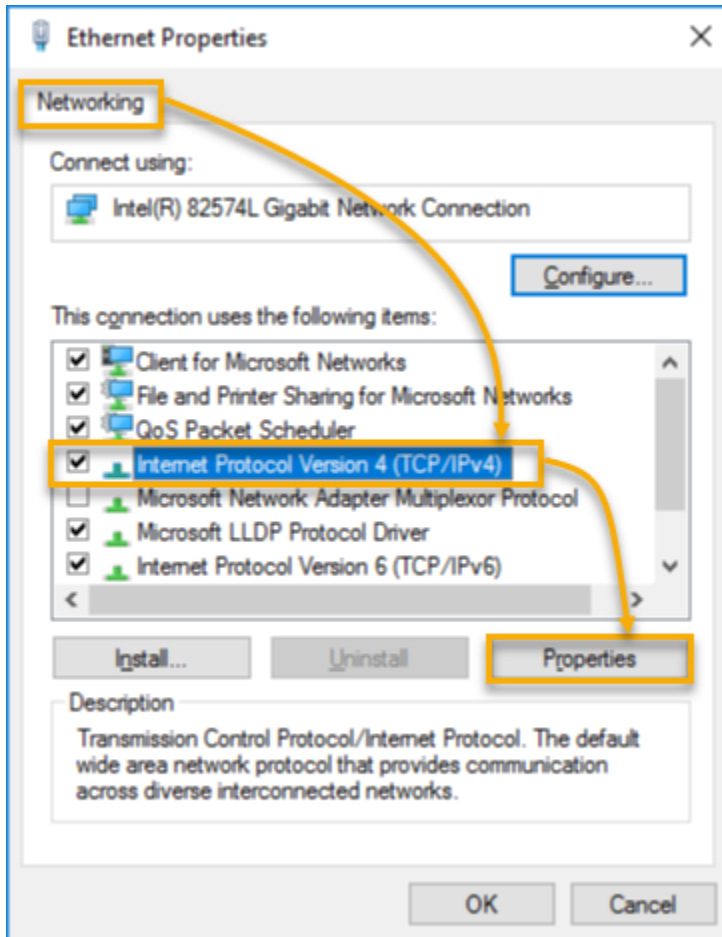 Ethernet Properties
Networking
Connect using:
Intel(R) 82574L Gigabit Network Connection
Configure...
This connection uses the following items:
Client for Microsoft Networks
File and Printer Sharing for Microsoft Networks
QoS Packet Scheduler
Internet Protocol Version 4 (TCP/IPv4)
Microsoft Network Adapter Multiplexor Protocol
Microsoft LLDP Protocol Driver
Internet Protocol Version 6 (TCP/IPv6)
Install... Uninstall Properties
Description
Transmission Control Protocol/Internet Protocol. The default
wide area network protocol that provides communication
across diverse interconnected networks.
OK Cancel